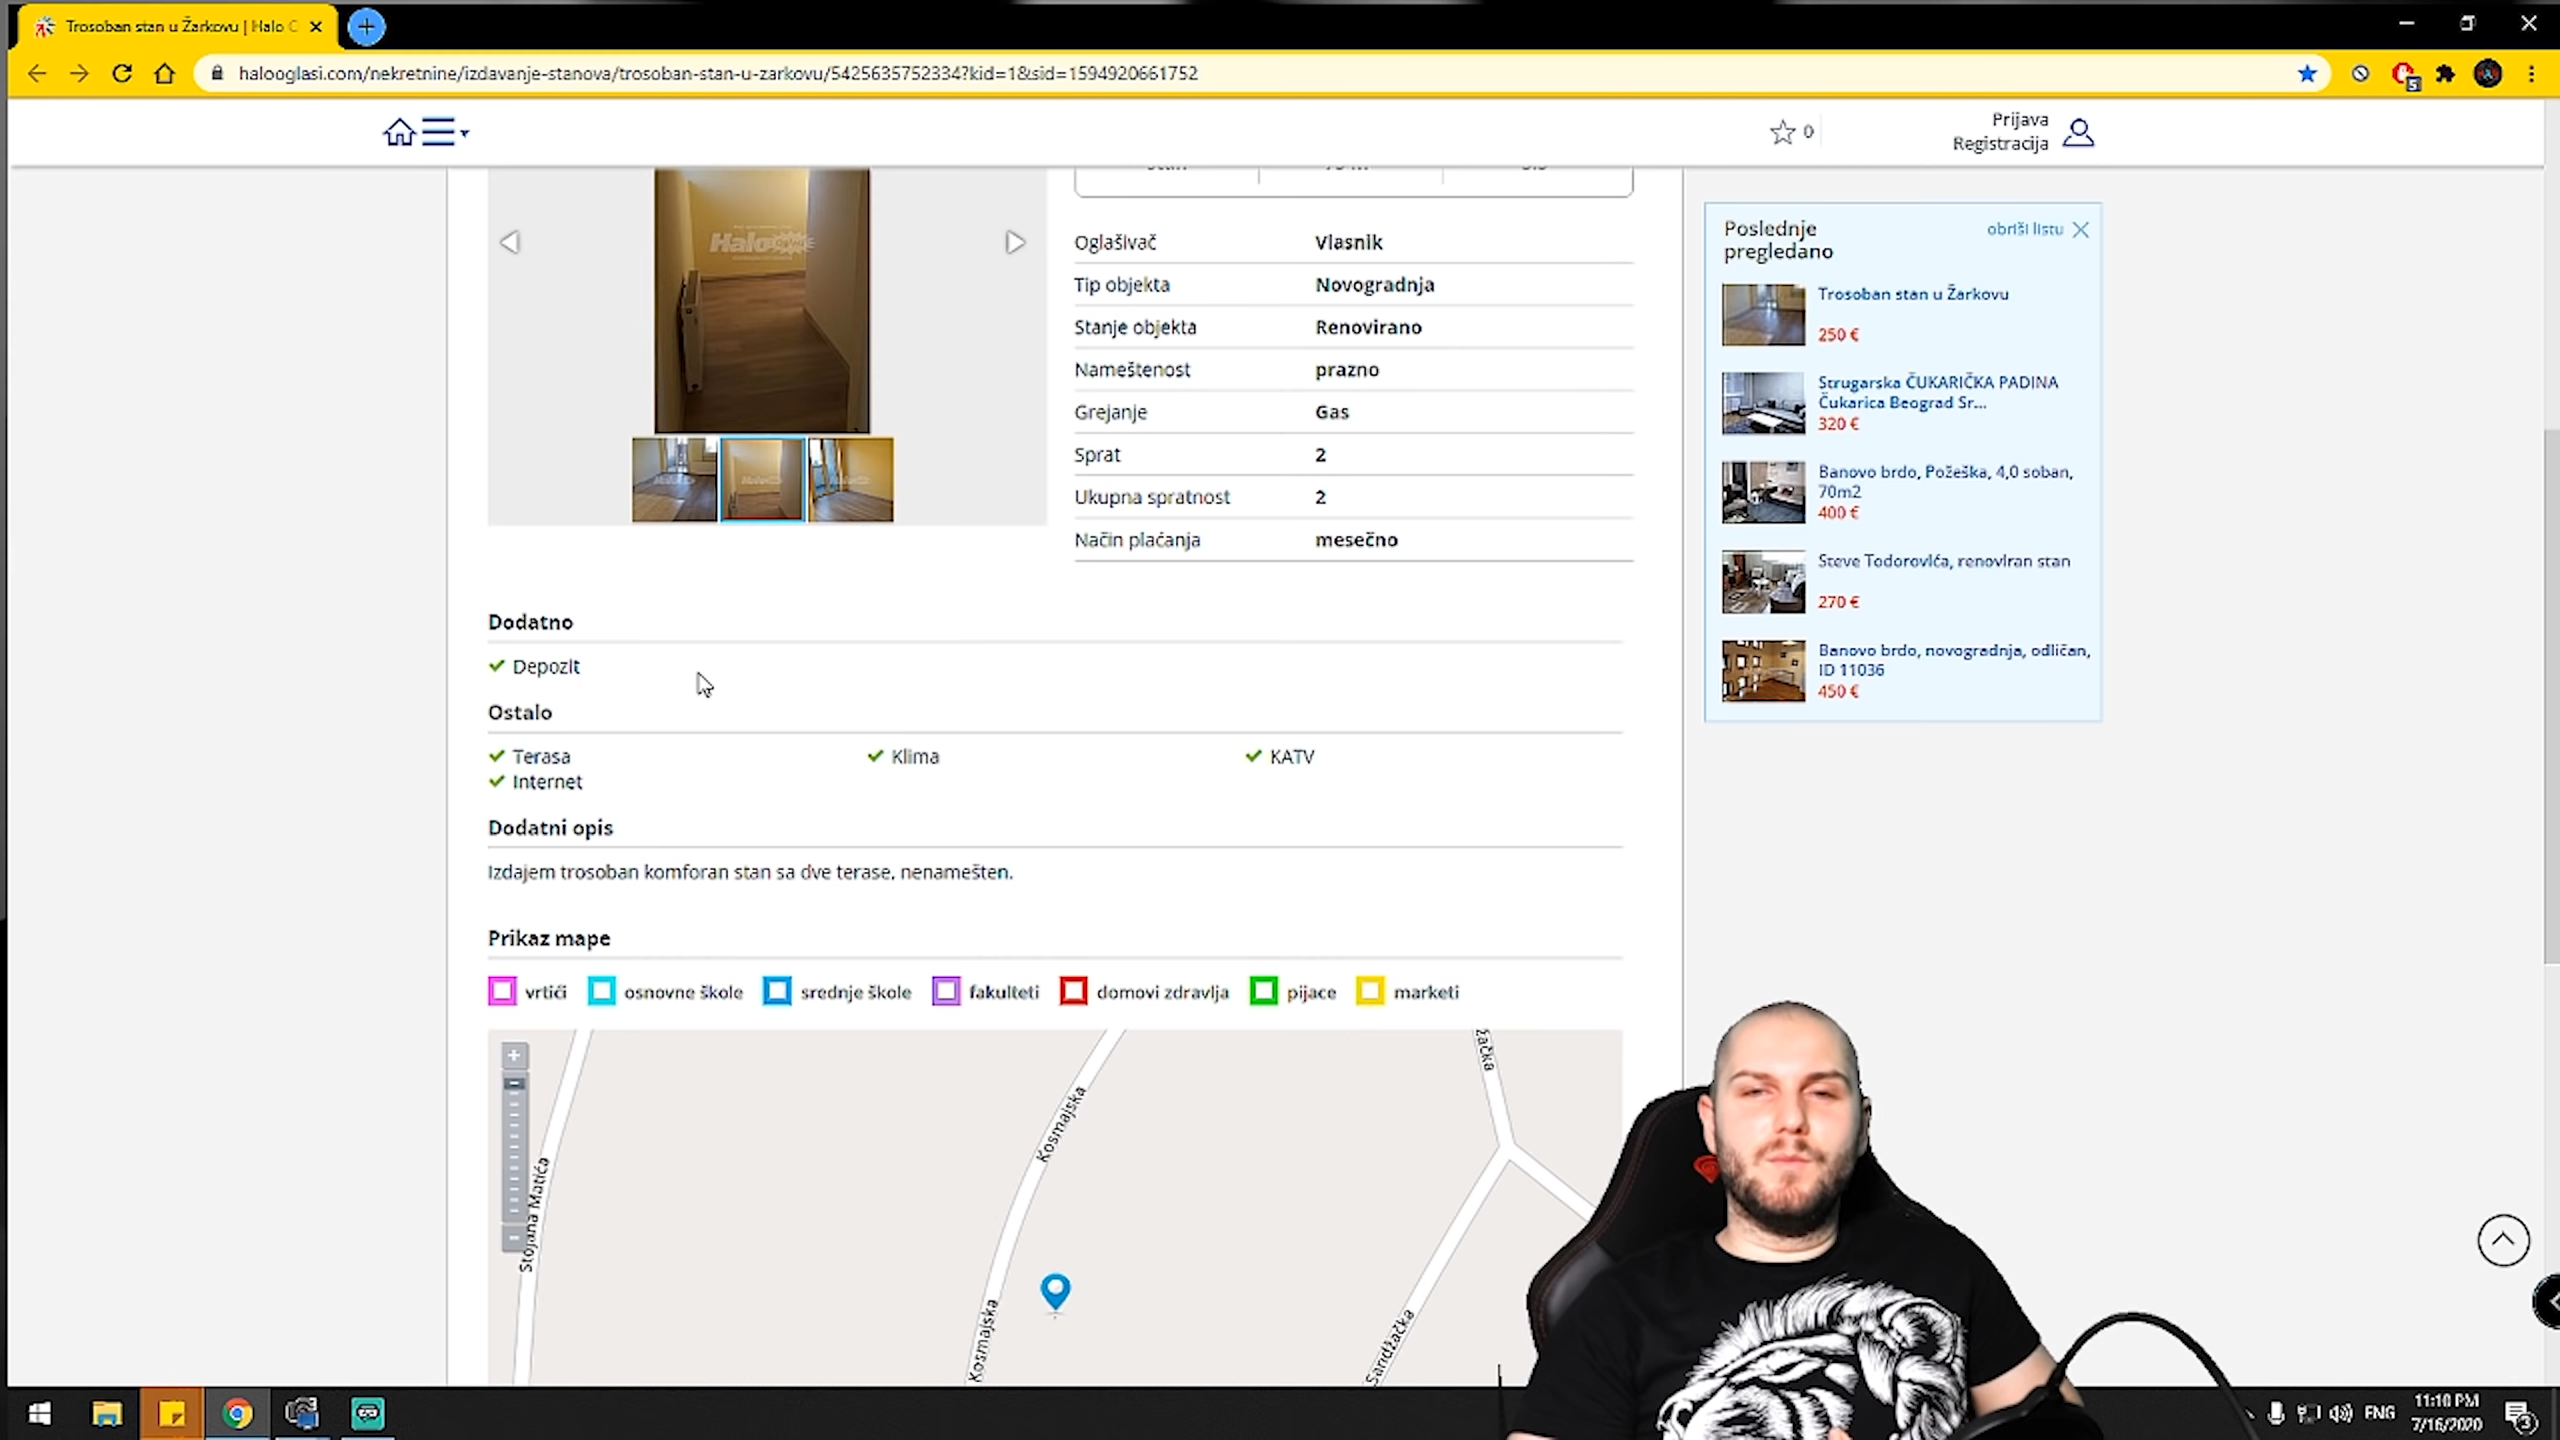 Trosoban stan u Žarkovu | Halo O
halooglasi.com/nekretnine/izdavanje-stanova/trosoban-stan-u-zarkovu/5425635752334?kid=1&sid=1594920661752
5
0
Prijava
Registracija
Oglašivač Vlasnik
Tip objekta Novogradnja
Stanje objekta Renovirano
Nameštenost prazno
Grejanje Gas
Sprat 2
Ukupna spratnost 2
Način plaćanja mesečno
Halo
Dodatno
Depozit
Ostalo
Terasa Klima KATV
Internet
Dodatni opis
Izdajem trosoban komforan stan sa dve terase, nenamešten.
Prikaz mape
vrtići osnovne škole srednje škole fakulteti domovi zdravlja pijace marketi
Stojana Matića
Kosmajska
Kosmajska
Sandžačka
Poslednje
pregledano
obriši listu
Trosoban stan u Žarkovu
250 €
Strugarska ČUKARIČKA PADINA
Čukarica Beograd Sr...
320 €
Banovo brdo, Požeška, 4,0 soban,
70m2
400 €
Steve Todorovića, renoviran stan
270 €
Banovo brdo, novogradnja, odličan,
ID 11036
450 €
ENG
11:10 PM
7/16/2020
3